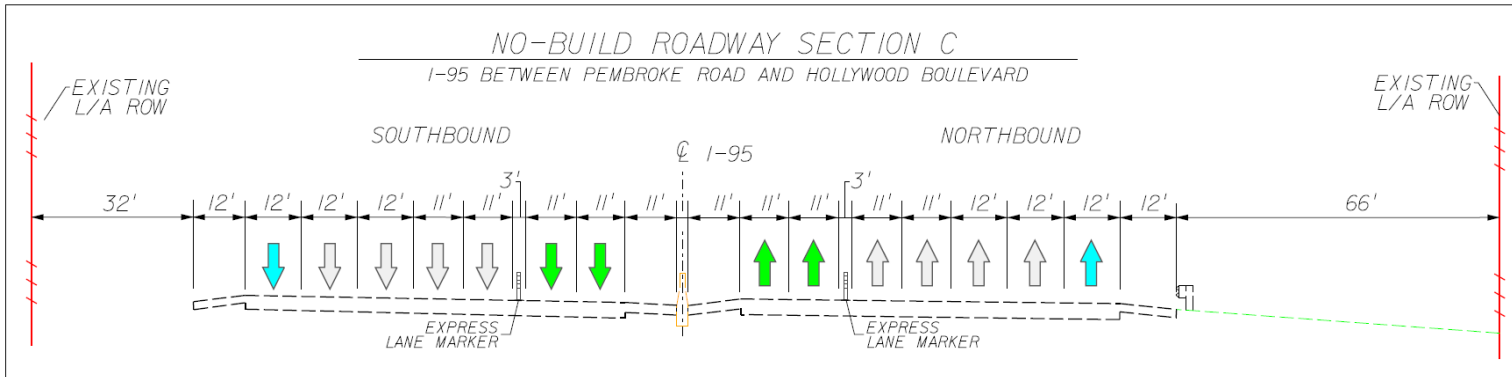 NO-BUILD ROADWAY SECTION C
I-95 BETWEEN PEMBROKE ROAD AND HOLLYWOOD BOULEVARD
EXISTING
L/A ROW
EXISTING
L/A ROW
SOUTHBOUND
NORTHBOUND
℄ I-95
3'
3'
32' 12' 12' 12' 12' 11' 11' 11' 11' 11' 11' 11' 11' 11' 11' 12' 12' 12' 12' 66'
EXPRESS
LANE MARKER
EXPRESS
LANE MARKER